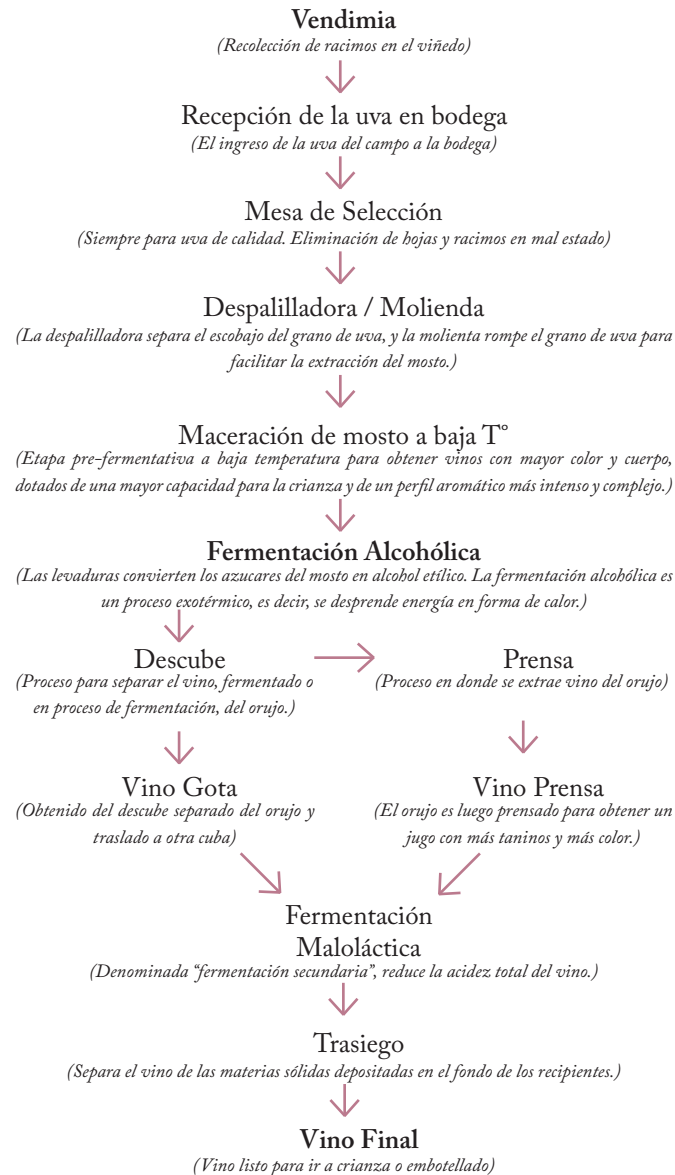 Vendimia
(Recolección de racimos en el viñedo)
Recepción de la uva en bodega
(El ingreso de la uva del campo a la bodega)
Mesa de Selección
(Siempre para uva de calidad. Eliminación de hojas y racimos en mal estado)
Despalilladora / Molienda
(La despalilladora separa el escobajo del grano de uva, y la molienta rompe el grano de uva para
facilitar la extracción del mosto.)
Maceración de mosto a baja T°
(Etapa pre-fermentativa a baja temperatura para obtener vinos con mayor color y cuerpo,
dotados de una mayor capacidad para la crianza y de un perfil aromático más intenso y complejo.)
Fermentación Alcohólica
(Las levaduras convierten los azucares del mosto en alcohol etílico. La fermentación alcohólica es
un proceso exotérmico, es decir, se desprende energía en forma de calor.)
Descube
(Proceso para separar el vino, fermentado o
en proceso de fermentación, del orujo.)
Prensa
(Proceso en donde se extrae vino del orujo)
Vino Gota
(Obtenido del descube separado del orujo y
traslado a otra cuba)
Vino Prensa
(El orujo es luego prensado para obtener un
jugo con más taninos y más color.)
Fermentación
Maloláctica
(Denominada “fermentación secundaria”, reduce la acidez total del vino.)
Trasiego
(Separa el vino de las materias sólidas depositadas en el fondo de los recipientes.)
Vino Final
(Vino listo para ir a crianza o embotellado)